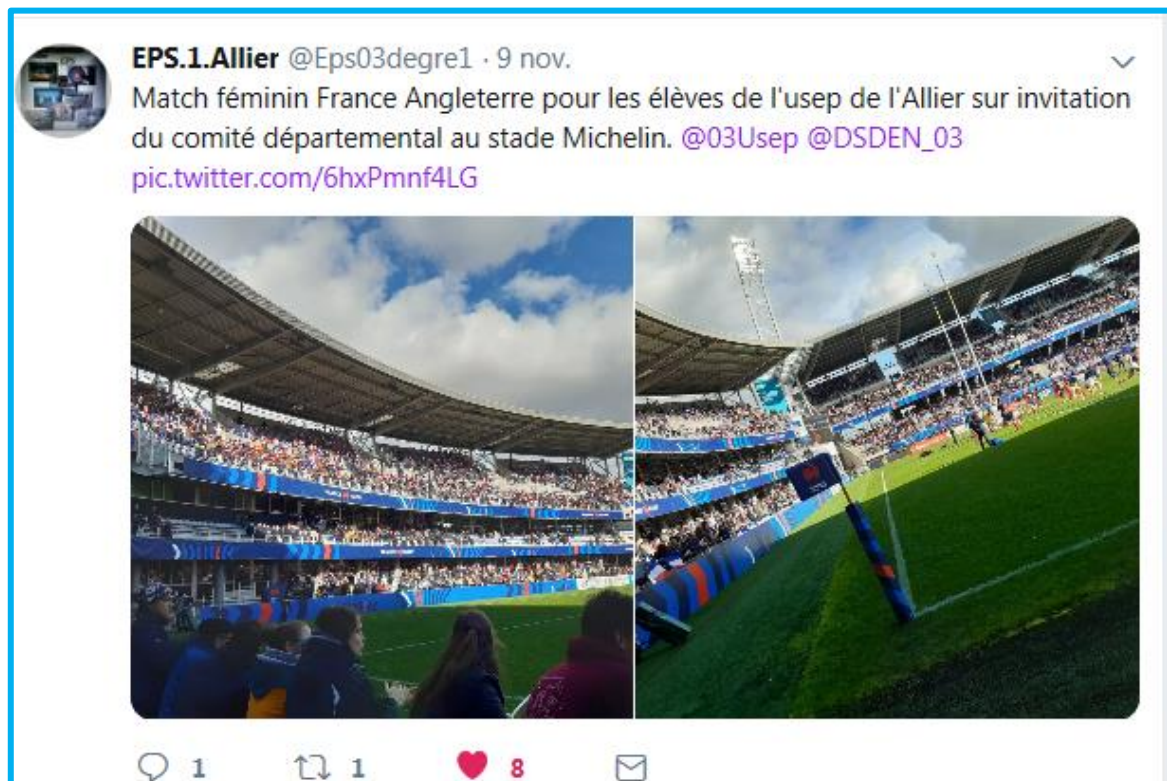 EPS.1.Allier @Eps03degre1 · 9 nov.
Match féminin France Angleterre pour les élèves de l'usep de l'Allier sur invitation
du comité départemental au stade Michelin. @03Usep @DSDEN_03
pic.twitter.com/6hxPmnf4LG
1 1 8